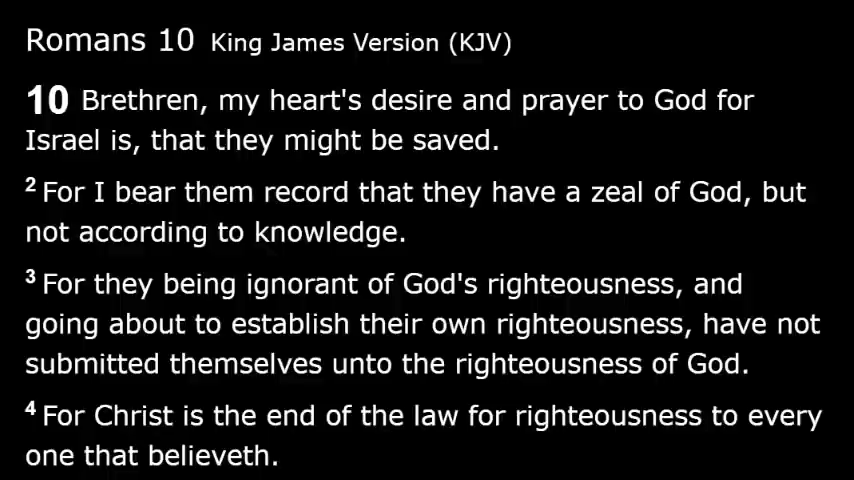 Romans 10 King James Version (KJV)
10 Brethren, my heart's desire and prayer to God for
Israel is, that they might be saved.
2 For I bear them record that they have a zeal of God, but
not according to knowledge.
3 For they being ignorant of God's righteousness, and
going about to establish their own righteousness, have not
submitted themselves unto the righteousness of God.
4 For Christ is the end of the law for righteousness to every
one that believeth.